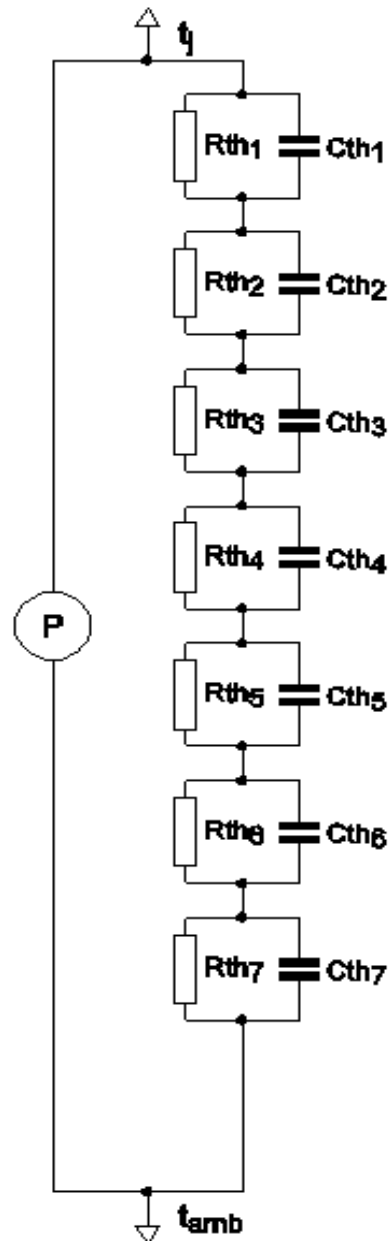 tj
Rth1 Cth1
Rth2 Cth2
Rth3 Cth3
Rth4 Cth4
P
Rth5 Cth5
Rth6 Cth6
Rth7 Cth7
tamb